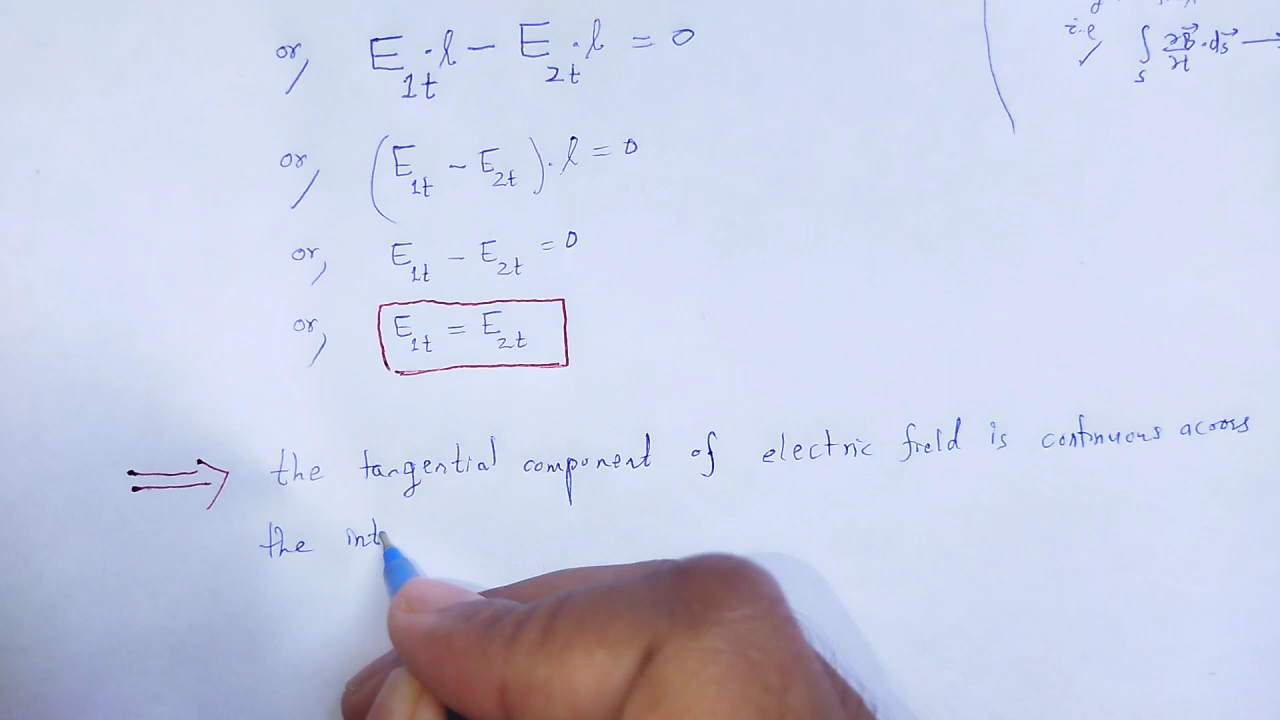 or, E1t . l - E2t . l = 0
i.e, ∫S ∂B⃗/∂t . ds⃗ →
or, (E1t - E2t) . l = 0
or, E1t - E2t = 0
or, E1t = E2t
⇒ the tangential component of electric field is continuous across
the int